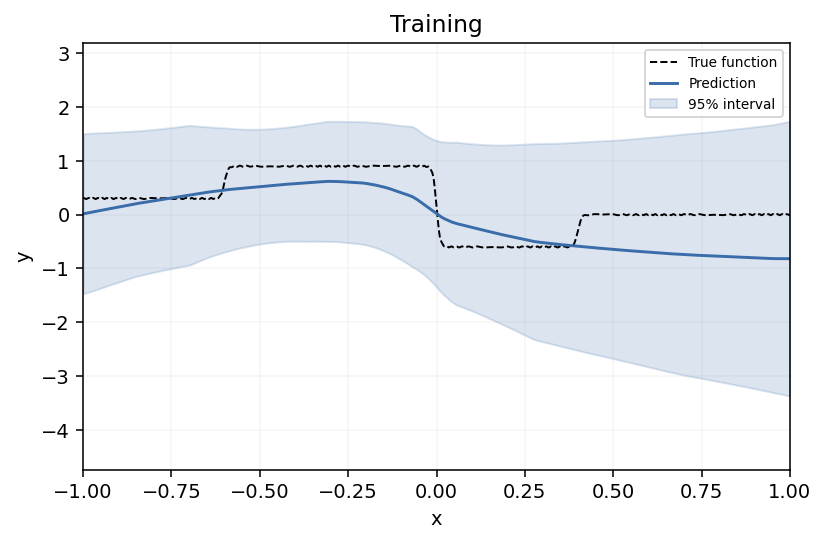 Training
3
2
1
0
−1
−2
−3
−4
y
True function
Prediction
95% interval
−1.00 −0.75 −0.50 −0.25 0.00 0.25 0.50 0.75 1.00
x